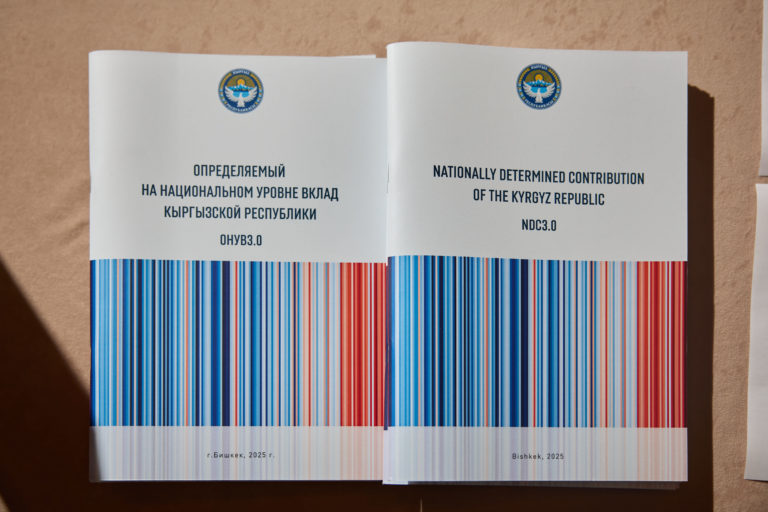 ОПРЕДЕЛЯЕМЫЙ
НА НАЦИОНАЛЬНОМ УРОВНЕ ВКЛАД
КЫРГЫЗСКОЙ РЕСПУБЛИКИ
ОНУВ3.0
г.Бишкек, 2025 г.
NATIONALLY DETERMINED CONTRIBUTION
OF THE KYRGYZ REPUBLIC
NDC3.0
Bishkek, 2025